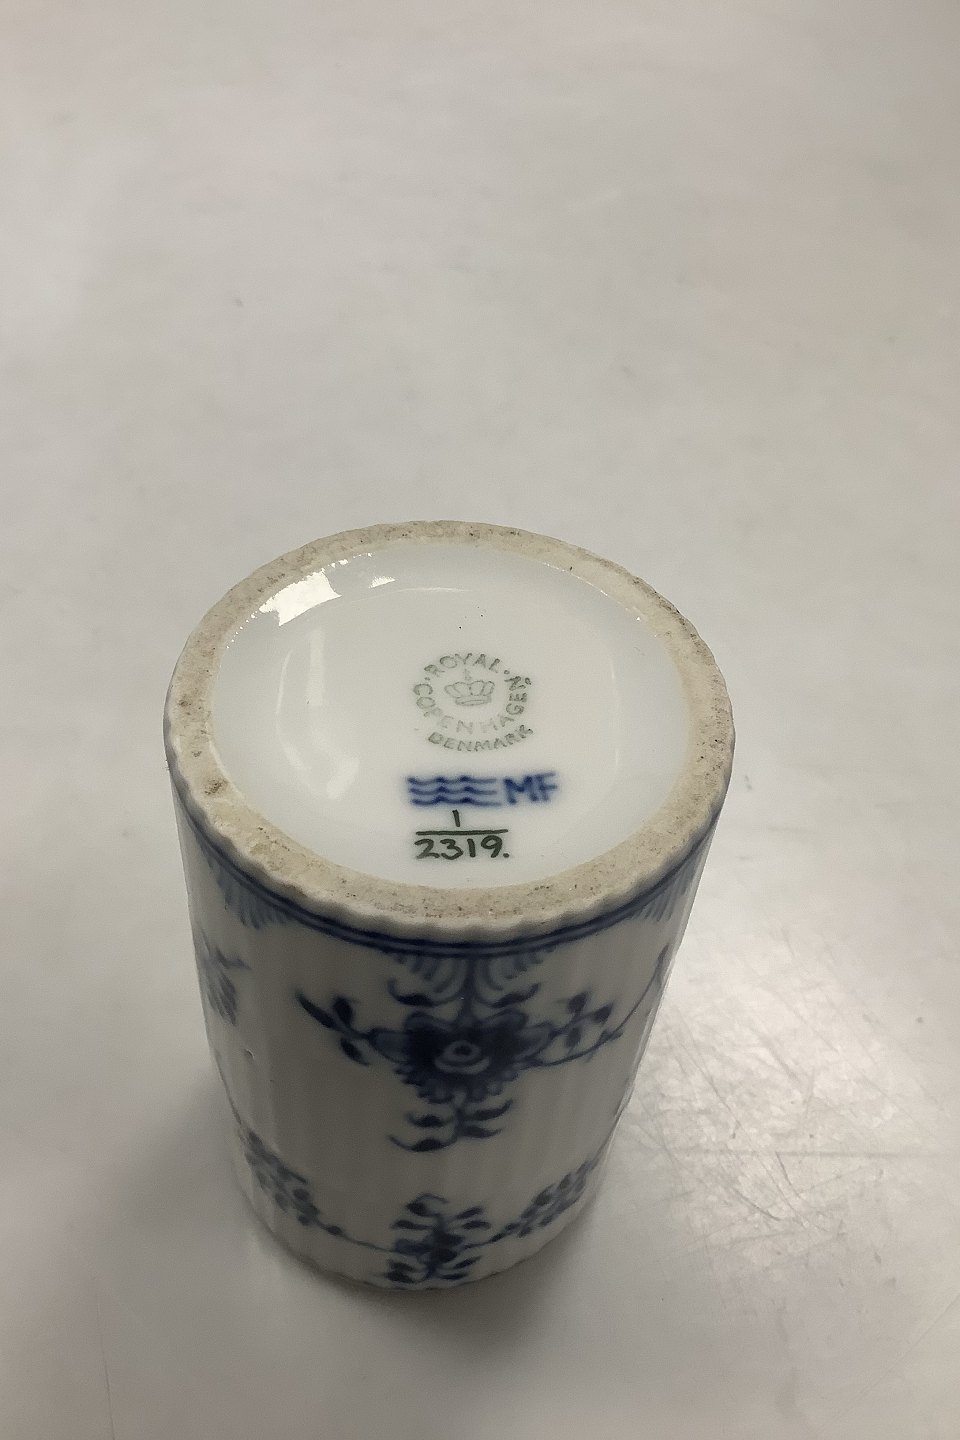 ROYAL
COPENHAGEN
DENMARK
MF
1
2319.